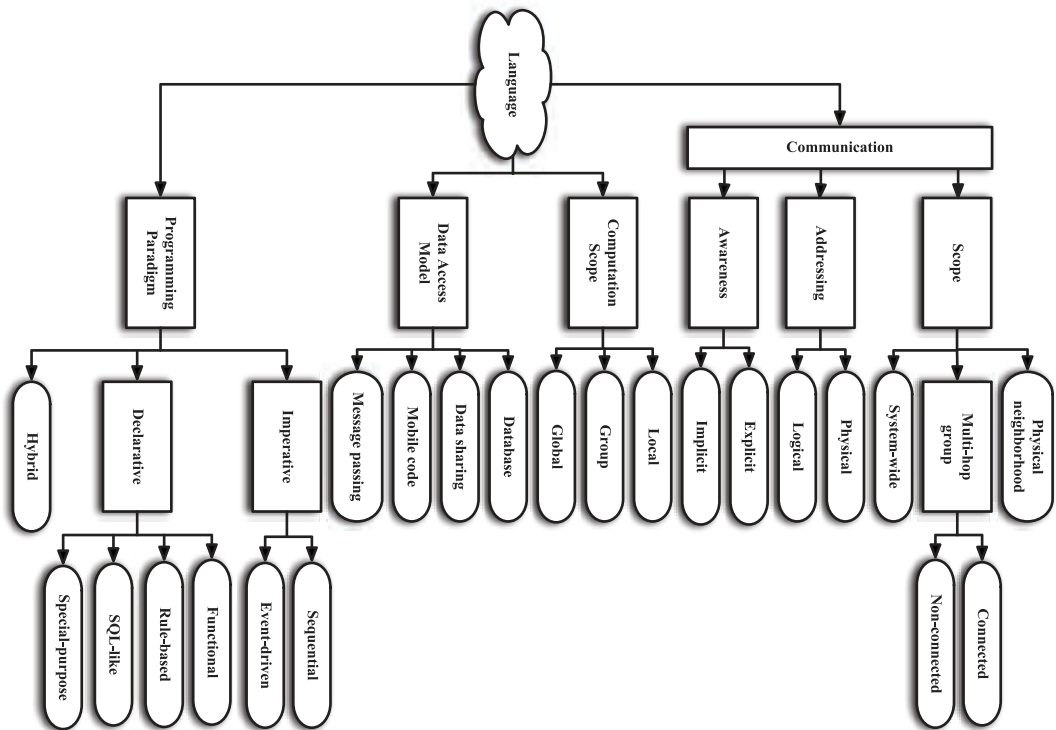 Language
Communication
Programming
Paradigm
Data Access
Model
Computation
Scope
Awareness
Addressing
Scope
Hybrid
Declarative
Imperative
Message passing
Mobile code
Data sharing
Database
Global
Group
Local
Implicit
Explicit
Logical
Physical
System-wide
Multi-hop
group
Physical
neighborhood
Special-purpose
SQL-like
Rule-based
Functional
Event-driven
Sequential
Non-connected
Connected